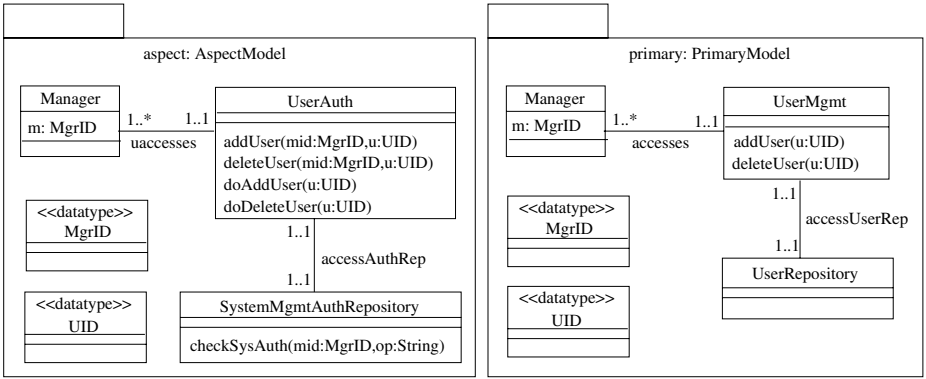 aspect: AspectModel
Manager
m: MgrID
1..*
1..1
uaccesses
UserAuth
addUser(mid:MgrID,u:UID)
deleteUser(mid:MgrID,u:UID)
doAddUser(u:UID)
doDeleteUser(u:UID)
<<datatype>>
MgrID
1..1
accessAuthRep
1..1
<<datatype>>
UID
SystemMgmtAuthRepository
checkSysAuth(mid:MgrID,op:String)
primary: PrimaryModel
Manager
m: MgrID
1..*
1..1
accesses
UserMgmt
addUser(u:UID)
deleteUser(u:UID)
<<datatype>>
MgrID
1..1
accessUserRep
1..1
UserRepository
<<datatype>>
UID